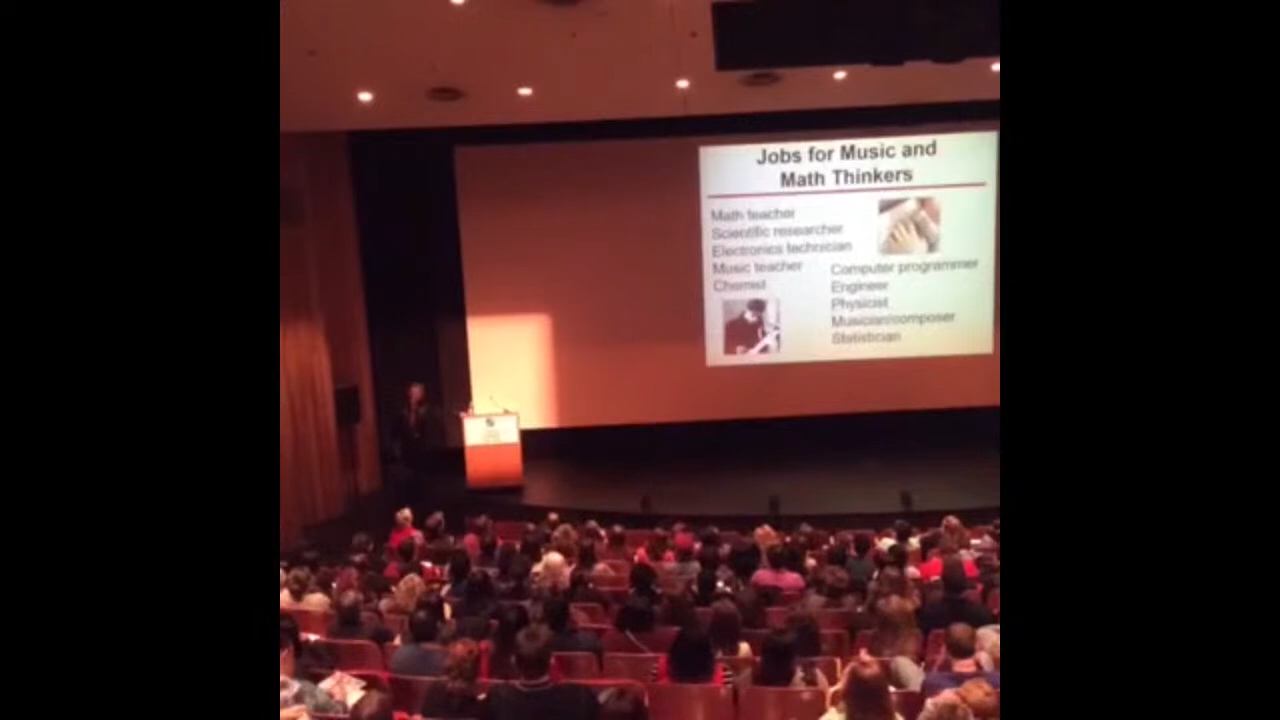 Jobs for Music and
Math Thinkers
Math teacher
Scientific researcher
Electronics technician
Music teacher
Chemist
Computer programmer
Engineer
Physicist
Musician/composer
Statistician